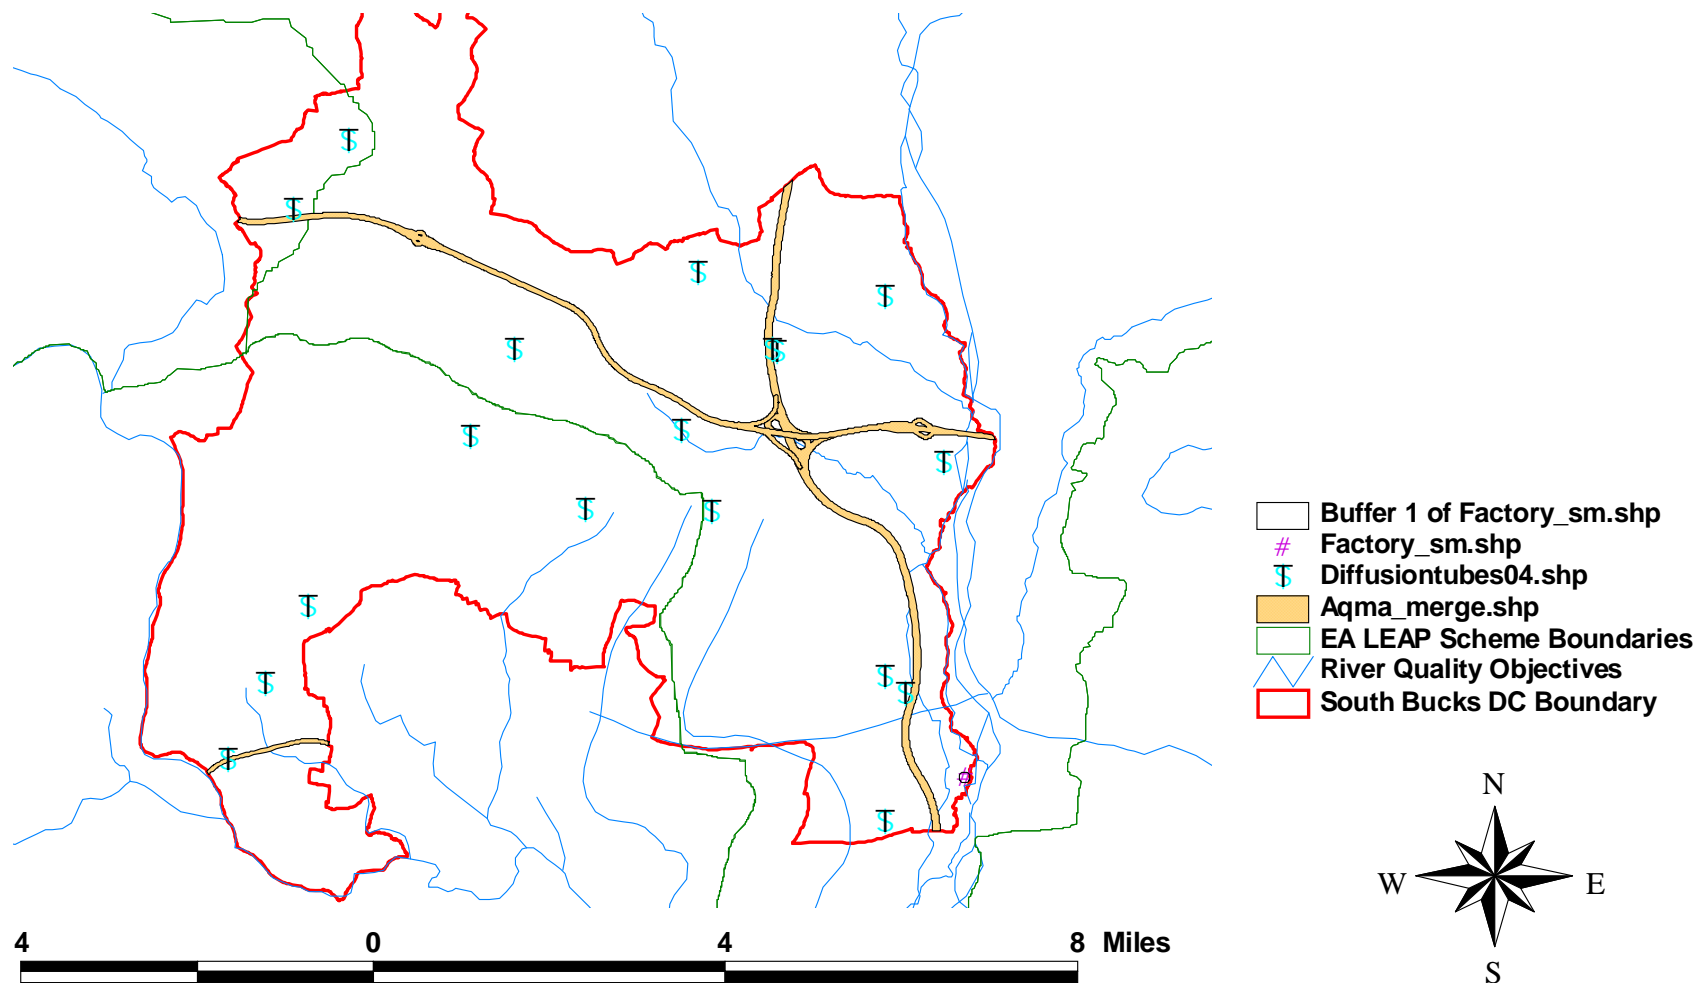 Buffer 1 of Factory_sm.shp
# Factory_sm.shp
Diffusiontubes04.shp
Aqma_merge.shp
EA LEAP Scheme Boundaries
River Quality Objectives
South Bucks DC Boundary
N
W E
S
4 0 4 8 Miles